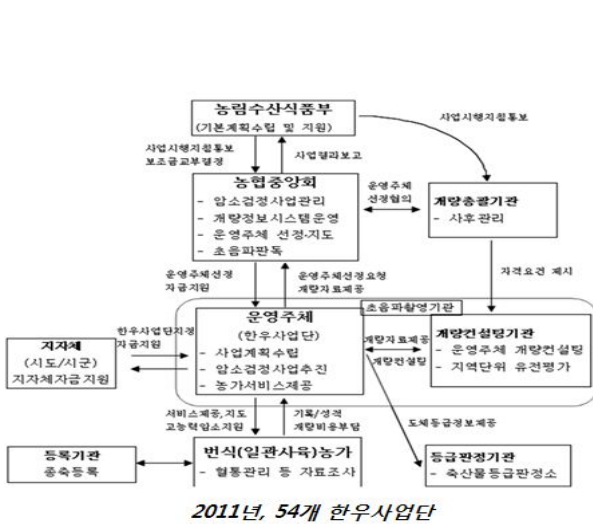 농림수산식품부
(기본계획수립 및 지원)
사업시행지침통보
사업시행지침통보
보조금교부결정
사업결과보고
농협중앙회
- 암소검정사업관리
- 개량정보시스템운영
- 운영주체 선정·지도
- 초음파판독
운영주체
선정협의
개량총괄기관
- 사후관리
운영주체선정
자금지원
운영주체선정요청
개량자료제공
자격요건 제시
초음파촬영기관
운영주체
(한우사업단)
- 사업계획수립
- 암소검정사업추진
- 농가서비스제공
지자체
(시도/시군)
지자체자금지원
한우사업단지정
자금지원
개량자료제공
개량컨설팅
개량컨설팅기관
- 운영주체 개량컨설팅
- 지역단위 유전평가
서비스제공,지도
고능력암소지원
기록/성적
개량비용부담
도체등급정보제공
등록기관
종축등록
번식(일관사육)농가
- 혈통관리 등 자료조사
등급판정기관
- 축산물등급판정소
2011년, 54개 한우사업단